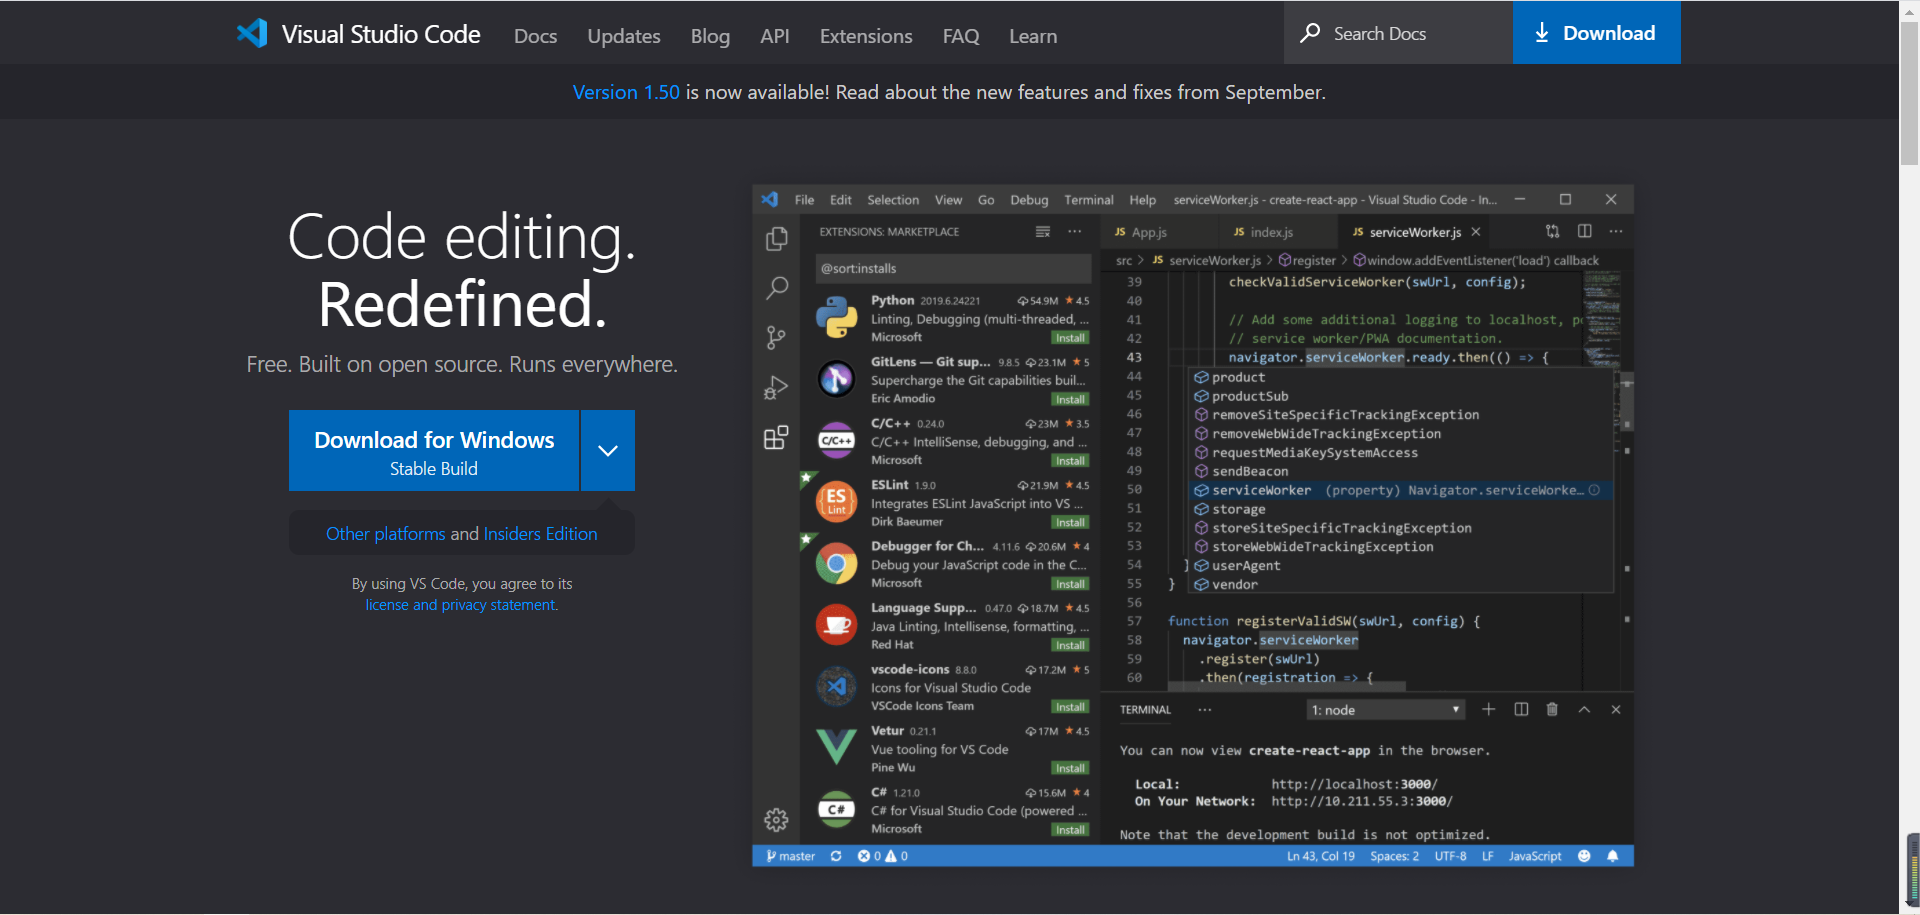 Visual Studio Code Docs Updates Blog API Extensions FAQ Learn Search Docs Download
Version 1.50 is now available! Read about the new features and fixes from September.
Code editing.
Redefined.
Free. Built on open source. Runs everywhere.
Download for Windows
Stable Build
Other platforms and Insiders Edition
By using VS Code, you agree to its
license and privacy statement.
File Edit Selection View Go Debug Terminal Help serviceWorker.js - create-react-app - Visual Studio Code - In...
EXTENSIONS: MARKETPLACE
@sort:installs
Python 2019.6.24221 54.9M ★ 4.5
Linting, Debugging (multi-threaded, ...
Microsoft Install
GitLens — Git sup... 9.8.5 23.1M ★ 5
Supercharge the Git capabilities buil...
Eric Amodio Install
C/C++
C/C++ 0.24.0 23M ★ 3.5
C/C++ IntelliSense, debugging, and ...
Microsoft Install
ES
Lint
ESLint 1.9.0 21.9M ★ 4.5
Integrates ESLint JavaScript into VS ...
Dirk Baeumer Install
Debugger for Ch... 4.11.6 20.6M ★ 4
Debug your JavaScript code in the C...
Microsoft Install
Language Supp... 0.47.0 18.7M ★ 4.5
Java Linting, Intellisense, formatting, ...
Red Hat Install
vscode-icons 8.8.0 17.2M ★ 5
Icons for Visual Studio Code
VSCode Icons Team Install
Vetur 0.21.1 17M ★ 4.5
Vue tooling for VS Code
Pine Wu Install
C#
C# 1.21.0 15.6M ★ 4
C# for Visual Studio Code (powered ...
Microsoft Install
JS App.js JS index.js JS serviceWorker.js
src > JS serviceWorker.js > register > window.addEventListener('load') callback
39 checkValidServiceWorker(swUrl, config);
40
41 // Add some additional logging to localhost, p
42 // service worker/PWA documentation.
43 navigator.serviceWorker.ready.then(() => {
44 product
45 productSub
46 removeSiteSpecificTrackingException
47 removeWebWideTrackingException
48 requestMediaKeySystemAccess
49 sendBeacon
50 serviceWorker (property) Navigator.serviceWorke...
51 storage
52 storeSiteSpecificTrackingException
53 storeWebWideTrackingException
54 } userAgent
55 } vendor
56
57 function registerValidSW(swUrl, config) {
58 navigator.serviceWorker
59 .register(swUrl)
60 .then(registration => {
TERMINAL ... 1: node
You can now view create-react-app in the browser.
Local: http://localhost:3000/
On Your Network: http://10.211.55.3:3000/
Note that the development build is not optimized.
master 0 0 Ln 43, Col 19 Spaces: 2 UTF-8 LF JavaScript